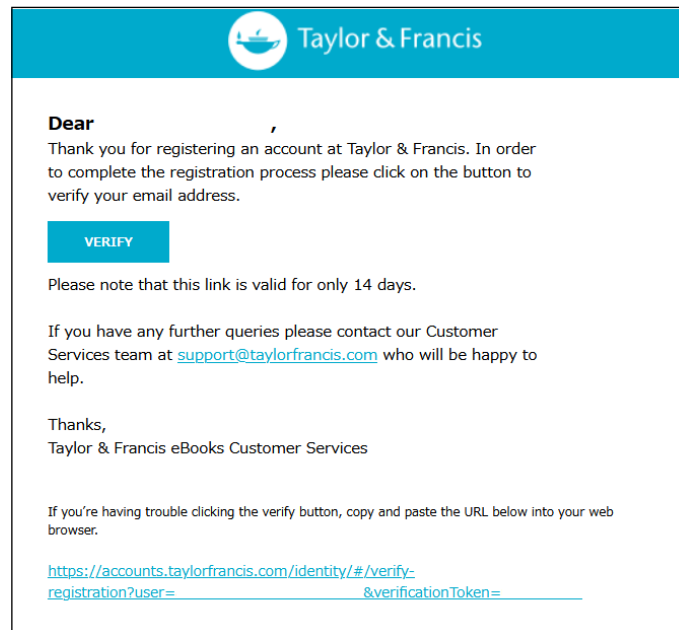 Taylor & Francis
Dear ,
Thank you for registering an account at Taylor & Francis. In order
to complete the registration process please click on the button to
verify your email address.
VERIFY
Please note that this link is valid for only 14 days.
If you have any further queries please contact our Customer
Services team at support@taylorfrancis.com who will be happy to
help.
Thanks,
Taylor & Francis eBooks Customer Services
If you’re having trouble clicking the verify button, copy and paste the URL below into your web
browser.
https://accounts.taylorfrancis.com/identity/#/verify-
registration?user= &verificationToken=